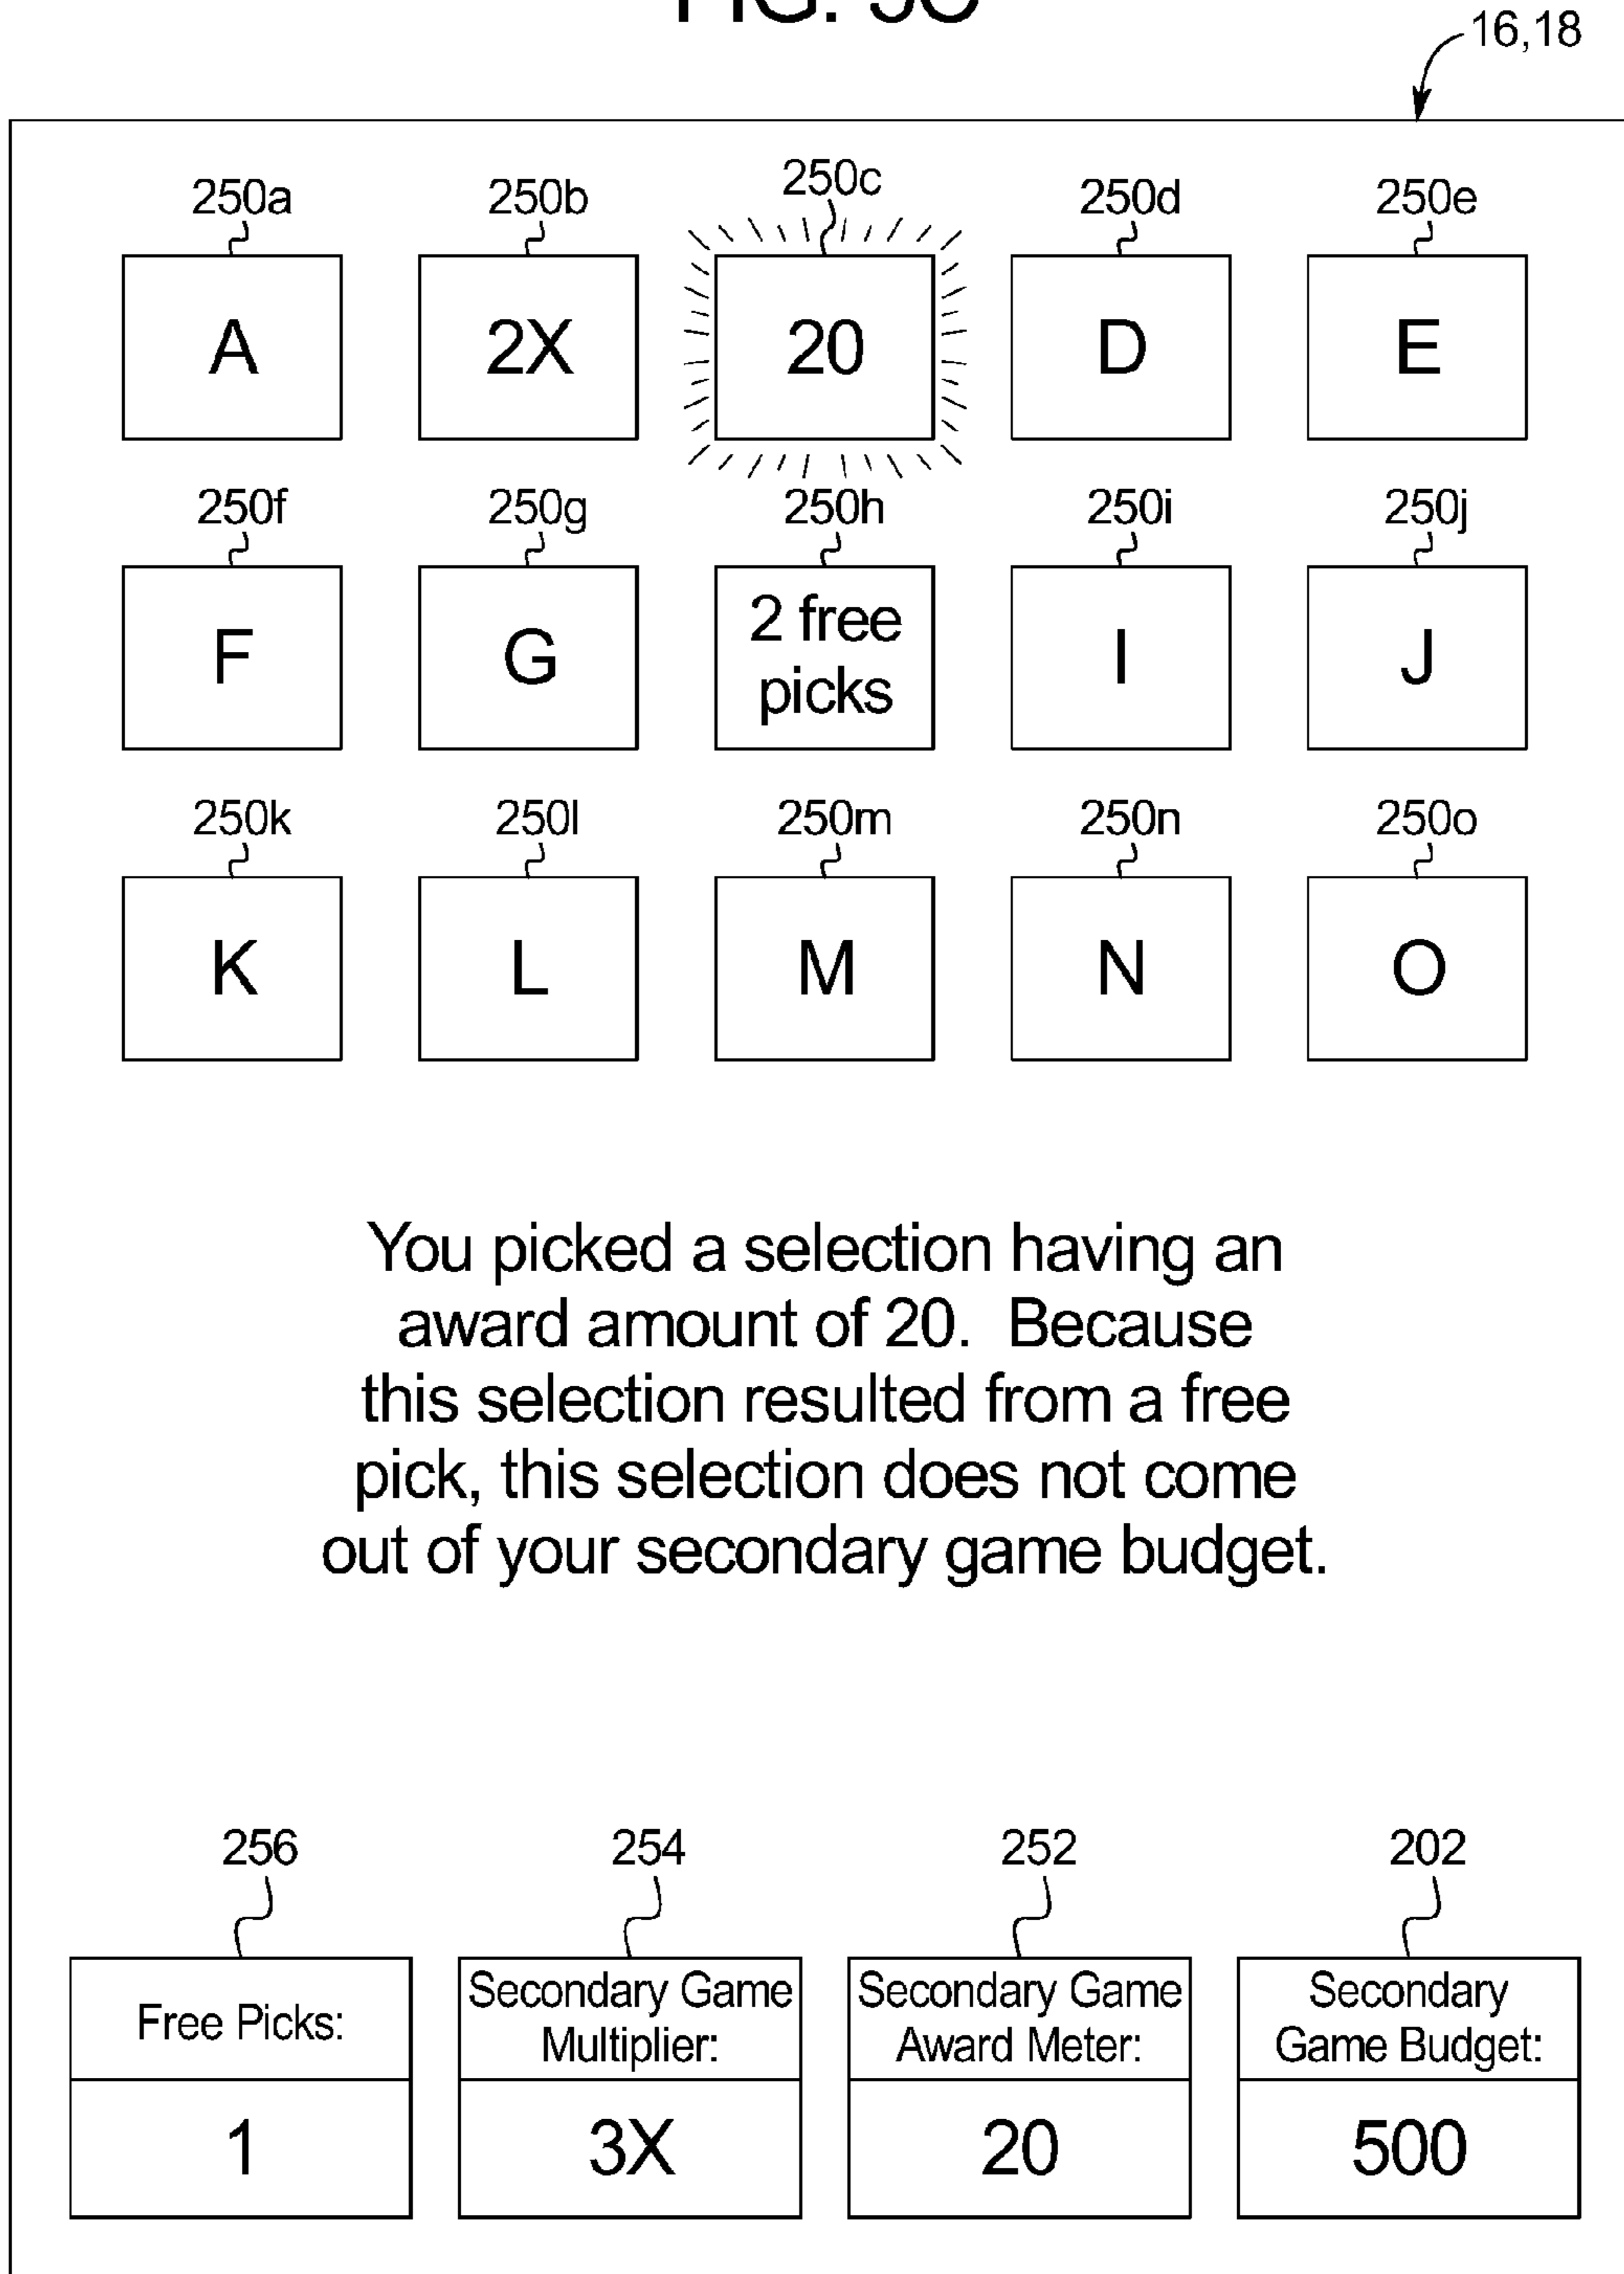 16,18
250a 250b 250c 250d 250e
A 2X 20 D E
250f 250g 250h 250i 250j
F G 2 free picks I J
250k 250l 250m 250n 250o
K L M N O
You picked a selection having an
award amount of 20. Because
this selection resulted from a free
pick, this selection does not come
out of your secondary game budget.
256 254 252 202
Free Picks:
1
Secondary Game
Multiplier:
3X
Secondary Game
Award Meter:
20
Secondary
Game Budget:
500